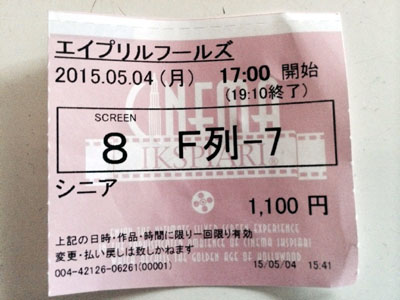 エイプリルフールズ
2015.05.04(月) 17:00 開始
(19:10終了)
CINEMA
SCREEN
8 F列-7
IKSPIARI
シニア
1,100 円
上記の日時・作品・時間に限り一回限り有効
変更・払い戻しは致しかねます
004-42126-06261(00001) 15/05/04 15:41